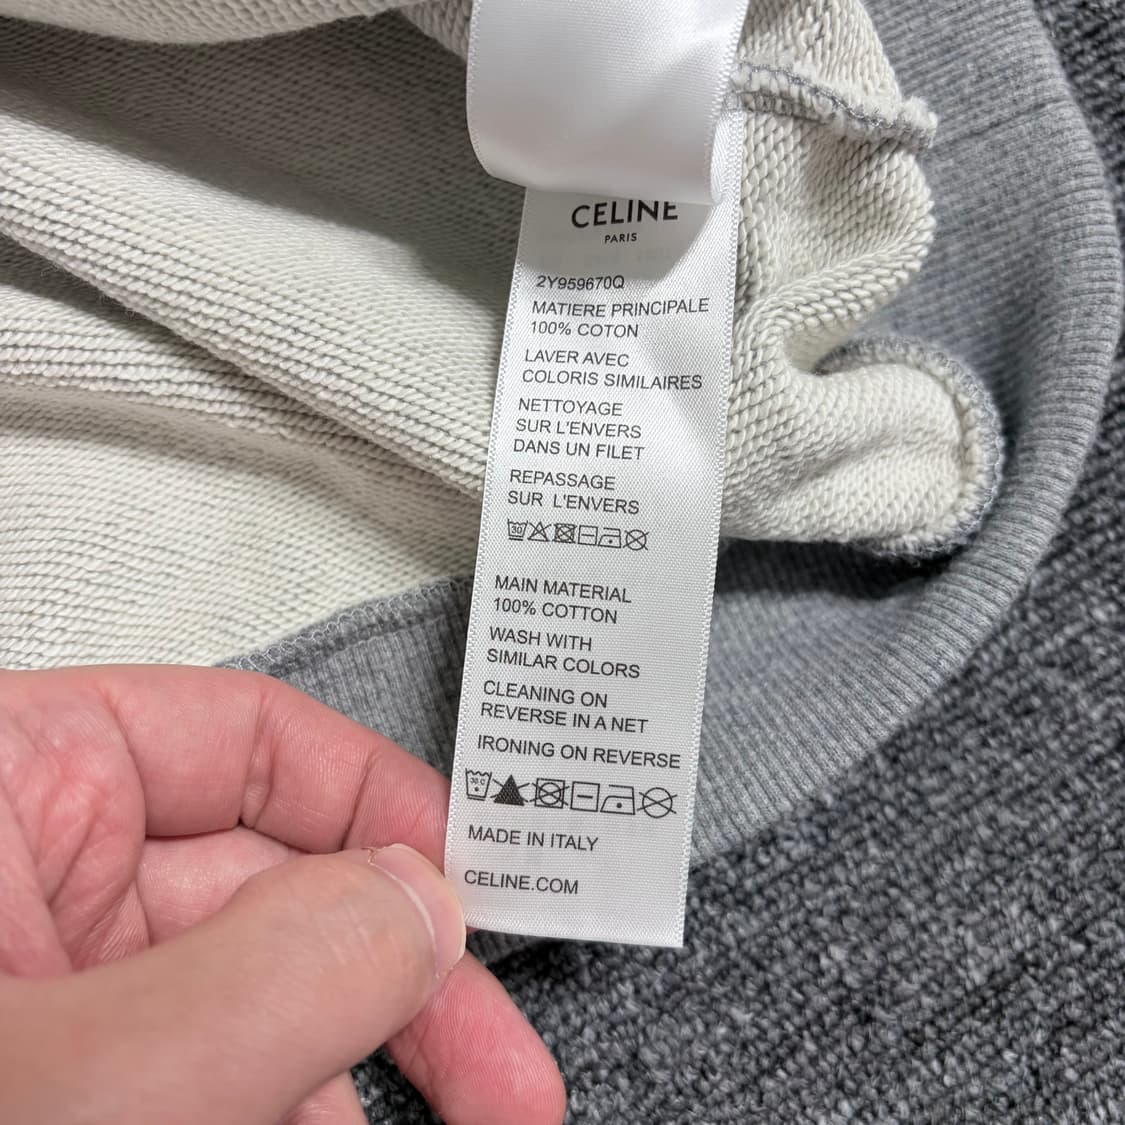 CELINE
PARIS
2Y959670Q
MATIERE PRINCIPALE
100% COTON
LAVER AVEC
COLORIS SIMILAIRES
NETTOYAGE
SUR L'ENVERS
DANS UN FILET
REPASSAGE
SUR L'ENVERS
30
MAIN MATERIAL
100% COTTON
WASH WITH
SIMILAR COLORS
CLEANING ON
REVERSE IN A NET
IRONING ON REVERSE
30 C
MADE IN ITALY
CELINE.COM